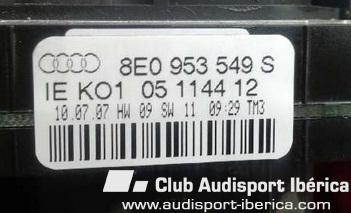 8E0 953 549 S
IE KO1 05 1144 12
10.07.07 HW 09 SW 11 09:29 TM3
Club Audisport Ibérica
www.audisport-iberica.com